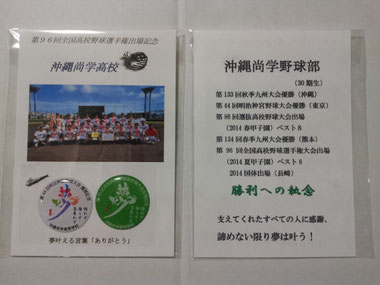 第96回全国高校野球選手権出場記念
沖縄尚学高校
夢叶える言葉「ありがとう」
沖縄尚学野球部
(30期生)
第133回秋季九州大会優勝(沖縄)
第44回明治神宮野球大会優勝(東京)
第86回選抜高校野球大会出場
(2014春甲子園)ベスト8
第134回春季九州大会優勝(熊本)
第 96 回全国高校野球選手権大会出場
(2014夏甲子園)ベスト8
2014国体出場(長崎)
勝利への執念
支えてくれたすべての人に感謝。
諦めない限り夢は叶う!